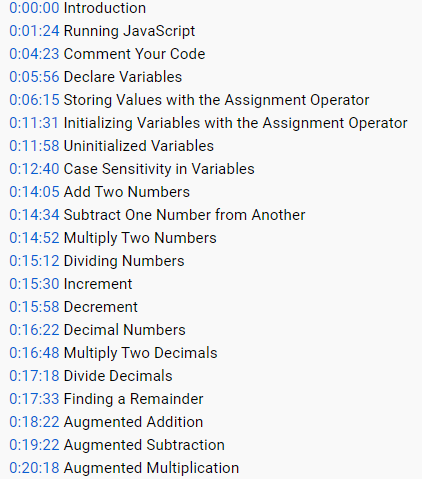 0:00:00 Introduction
0:01:24 Running JavaScript
0:04:23 Comment Your Code
0:05:56 Declare Variables
0:06:15 Storing Values with the Assignment Operator
0:11:31 Initializing Variables with the Assignment Operator
0:11:58 Uninitialized Variables
0:12:40 Case Sensitivity in Variables
0:14:05 Add Two Numbers
0:14:34 Subtract One Number from Another
0:14:52 Multiply Two Numbers
0:15:12 Dividing Numbers
0:15:30 Increment
0:15:58 Decrement
0:16:22 Decimal Numbers
0:16:48 Multiply Two Decimals
0:17:18 Divide Decimals
0:17:33 Finding a Remainder
0:18:22 Augmented Addition
0:19:22 Augmented Subtraction
0:20:18 Augmented Multiplication